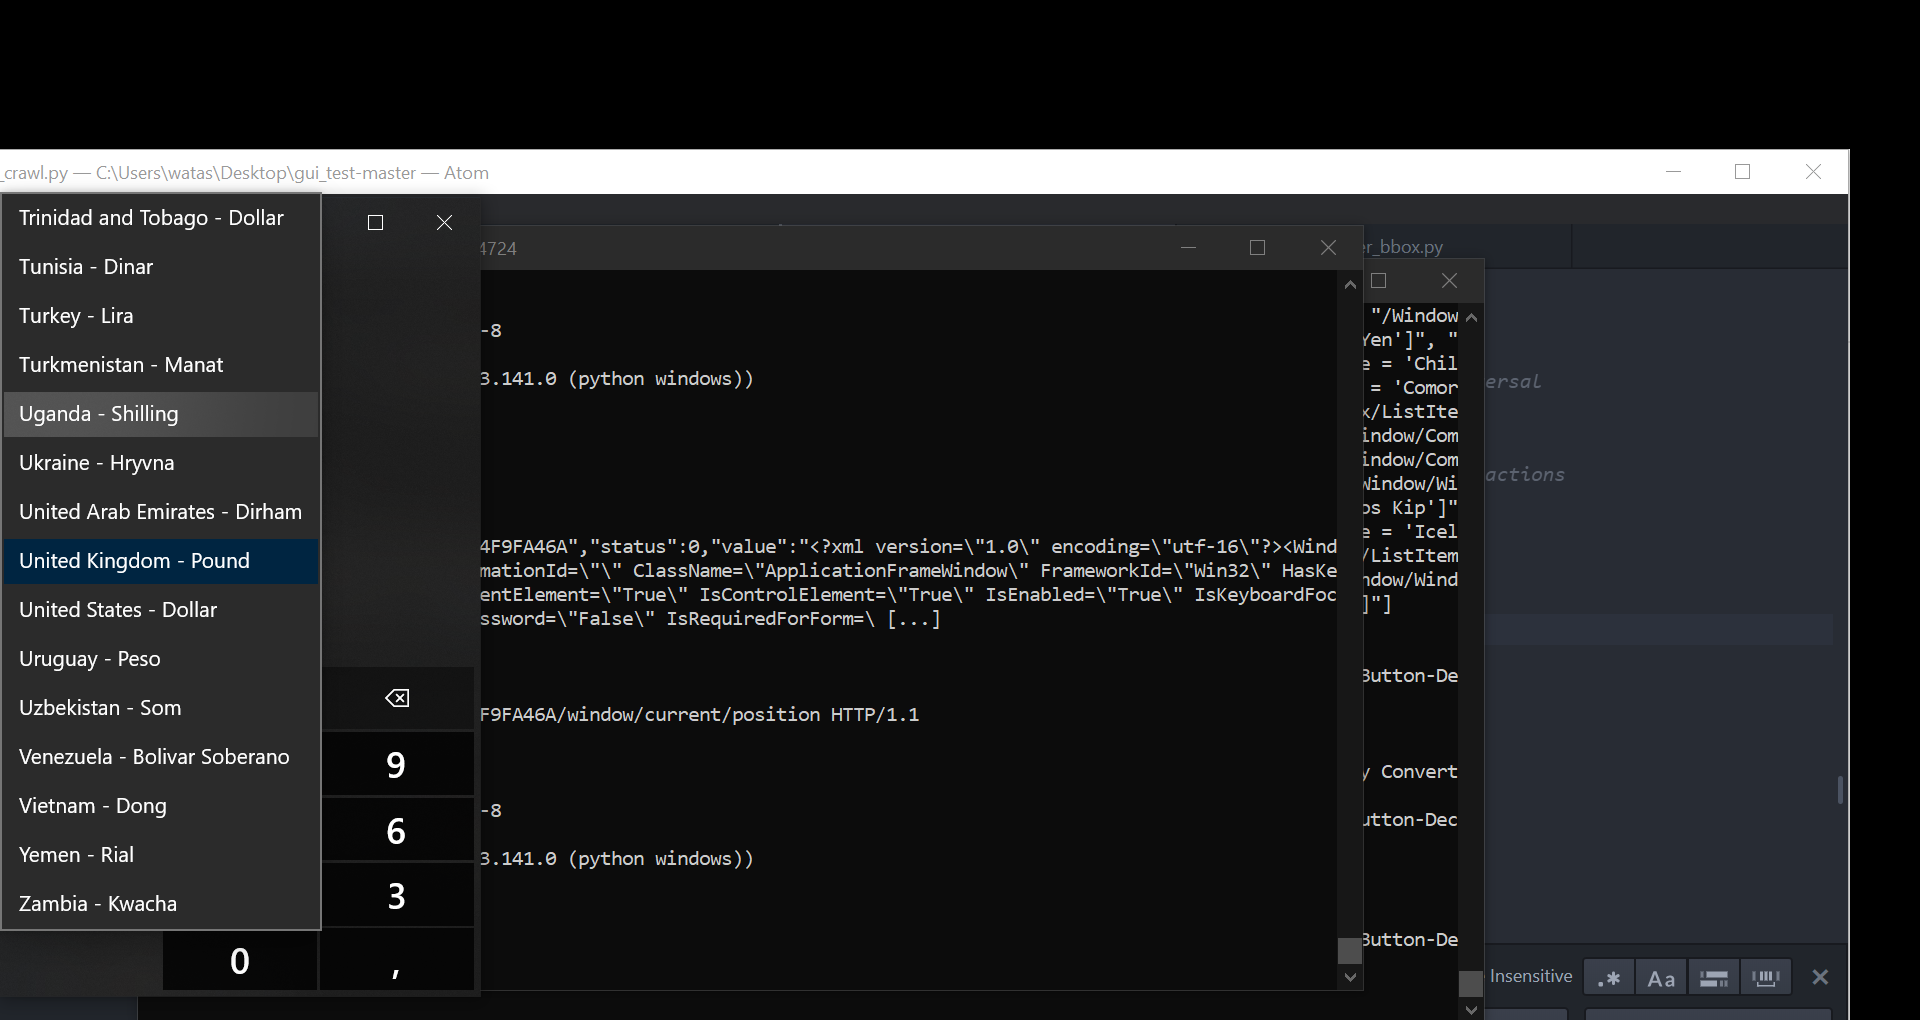 _crawl.py — C:\Users\watas\Desktop\gui_test-master — Atom
Trinidad and Tobago - Dollar
Tunisia - Dinar
Turkey - Lira
Turkmenistan - Manat
Uganda - Shilling
Ukraine - Hryvna
United Arab Emirates - Dirham
United Kingdom - Pound
United States - Dollar
Uruguay - Peso
Uzbekistan - Som
Venezuela - Bolivar Soberano
Vietnam - Dong
Yemen - Rial
Zambia - Kwacha
9
6
3
0
,
4724
-8
3.141.0 (python windows))
4F9FA46A","status":0,"value":"<?xml version=\"1.0\" encoding=\"utf-16\"?><Wind
mationId=\"\" ClassName=\"ApplicationFrameWindow\" FrameworkId=\"Win32\" HasKe
entElement=\"True\" IsControlElement=\"True\" IsEnabled=\"True\" IsKeyboardFoc
ssword=\"False\" IsRequiredForForm=\ [...]
F9FA46A/window/current/position HTTP/1.1
-8
3.141.0 (python windows))
er_bbox.py
"/Window
Yen']", "
e = 'Chil
= 'Comor
x/ListIte
indow/Com
indow/Com
Window/Wi
os Kip']"
e = 'Icel
/ListItem
ndow/Wind
]"]
Button-De
y Convert
utton-Dec
Button-De
ersal
actions
Insensitive
.*
Aa